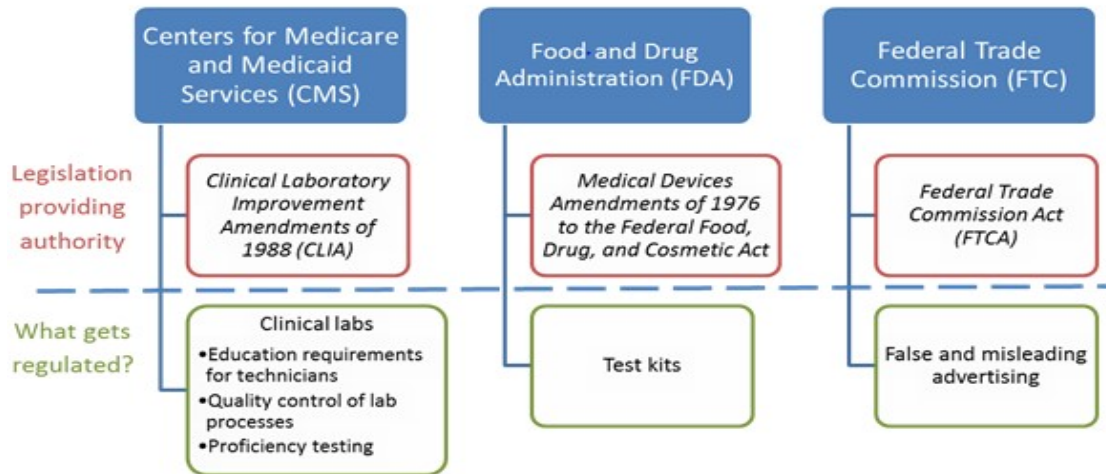 Centers for Medicare
and Medicaid
Services (CMS)
Food and Drug
Administration (FDA)
Federal Trade
Commission (FTC)
Legislation
providing
authority
Clinical Laboratory
Improvement
Amendments of
1988 (CLIA)
Medical Devices
Amendments of 1976
to the Federal Food,
Drug, and Cosmetic Act
Federal Trade
Commission Act
(FTCA)
What gets
regulated?
Clinical labs
•Education requirements
for technicians
•Quality control of lab
processes
•Proficiency testing
Test kits
False and misleading
advertising